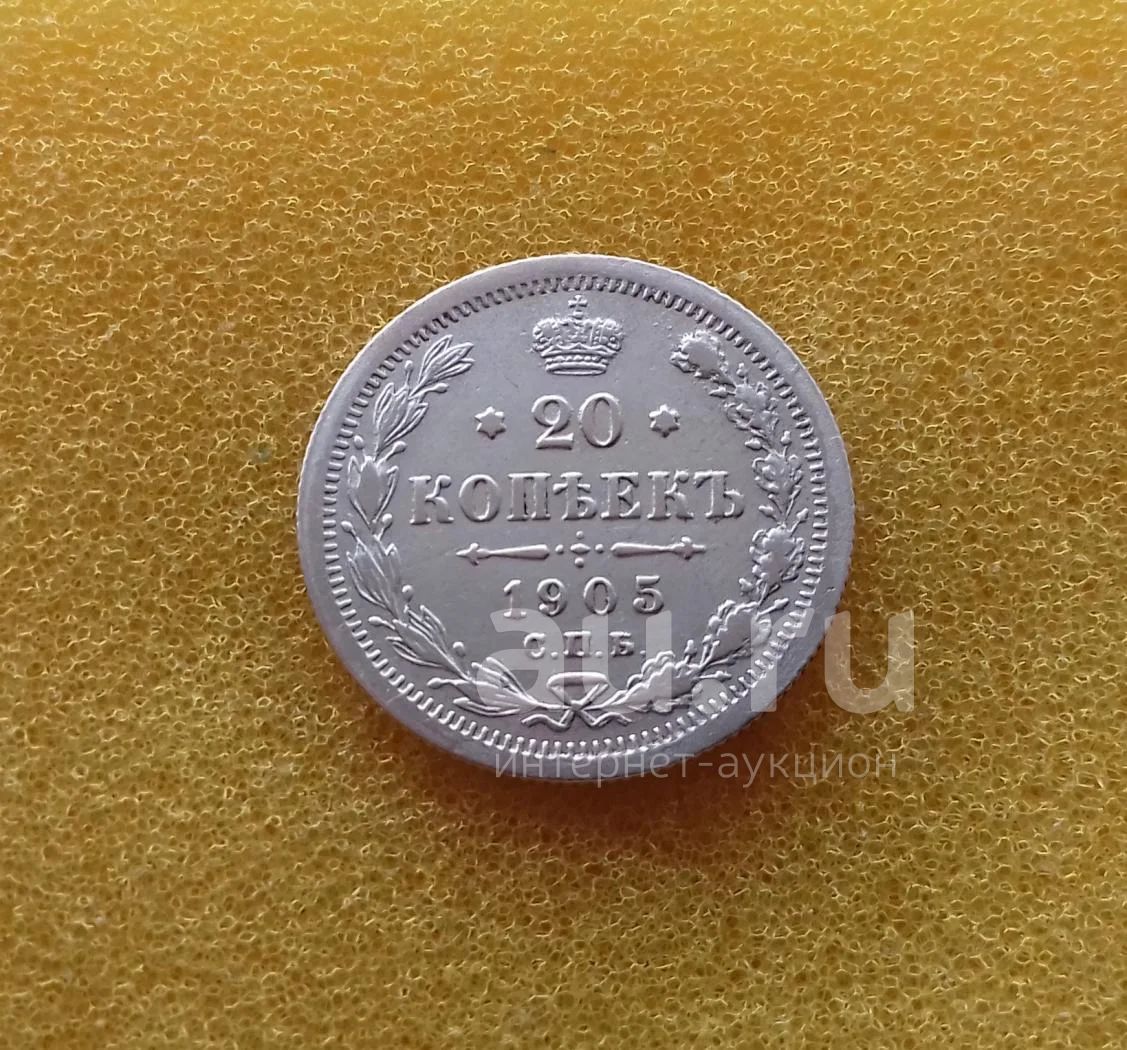 20
КОПѢЕКЪ
1905
С.П.Б.
au.ru
интернет-аукцион